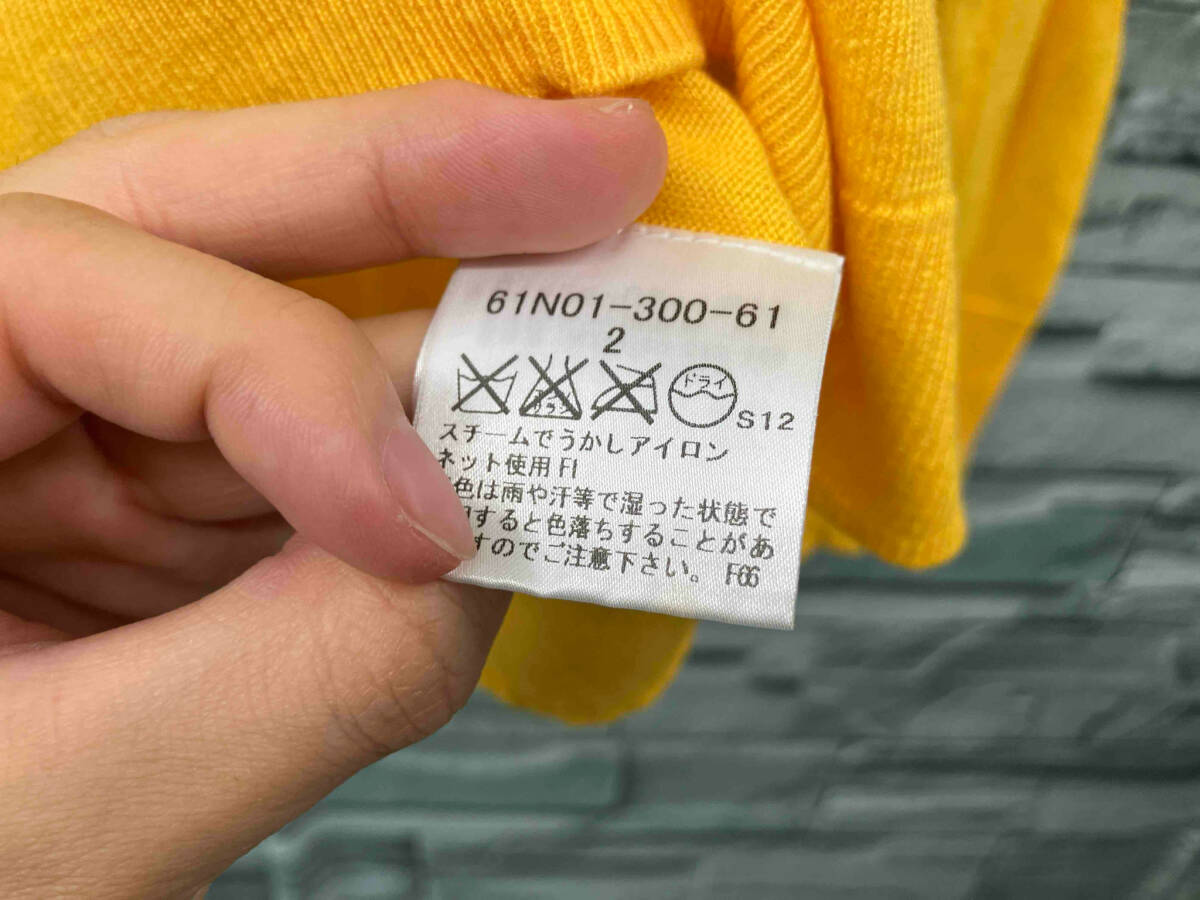 61N01-300-61
2
ドライ
S12
スチームでうかしアイロン
ネット使用 FI
色は雨や汗等で湿った状態で
すると色落ちすることがあ
すのでご注意下さい。 F66